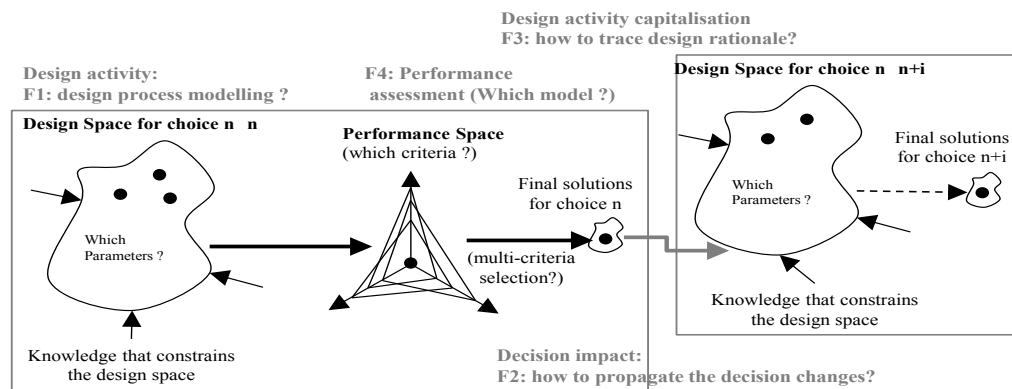 Design activity capitalisation
F3: how to trace design rationale?
Design activity:
F1: design process modelling ?
F4: Performance
assessment (Which model ?)
Design Space for choice n  n
Which
Parameters ?
Knowledge that constrains
the design space
Performance Space
(which criteria ?)
Final solutions
for choice n
(multi-criteria
selection?)
Design Space for choice n  n+i
Which
Parameters ?
Final solutions
for choice n+i
Knowledge that constrains
the design space
Decision impact:
F2: how to propagate the decision changes?